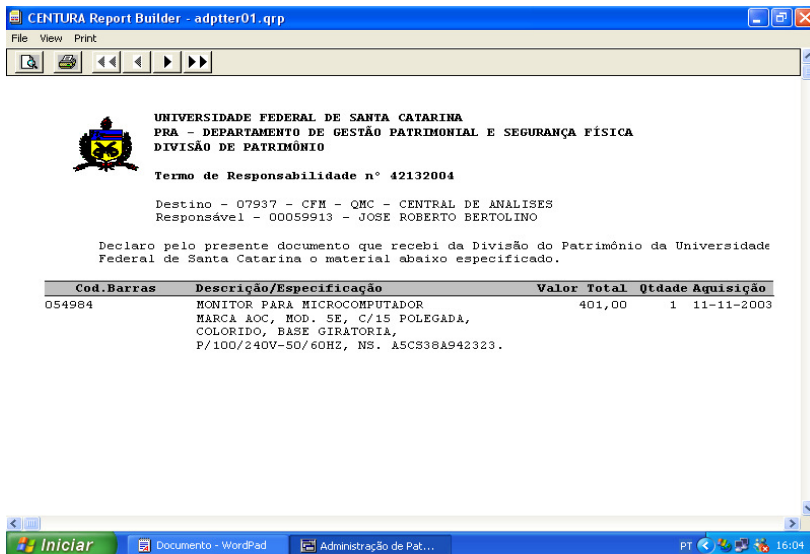 CENTURA Report Builder - adptter01.qrp
File View Print
UNIVERSIDADE FEDERAL DE SANTA CATARINA
PRA - DEPARTAMENTO DE GESTÃO PATRIMONIAL E SEGURANÇA FÍSICA
DIVISÃO DE PATRIMÔNIO
Termo de Responsabilidade n° 42132004
Destino - 07937 - CFM - QMC - CENTRAL DE ANALISES
Responsável - 00059913 - JOSE ROBERTO BERTOLINO
Declaro pelo presente documento que recebi da Divisão do Patrimônio da Universidade
Federal de Santa Catarina o material abaixo especificado.
Cod.Barras Descrição/Especificação Valor Total Qtdade Aquisição
054984 MONITOR PARA MICROCOMPUTADOR 401,00 1 11-11-2003
MARCA AOC, MOD. 5E, C/15 POLEGADA,
COLORIDO, BASE GIRATORIA,
P/100/240V-50/60HZ, NS. A5CS38A942323.
Iniciar Documento - WordPad Administração de Pat... PT 16:04